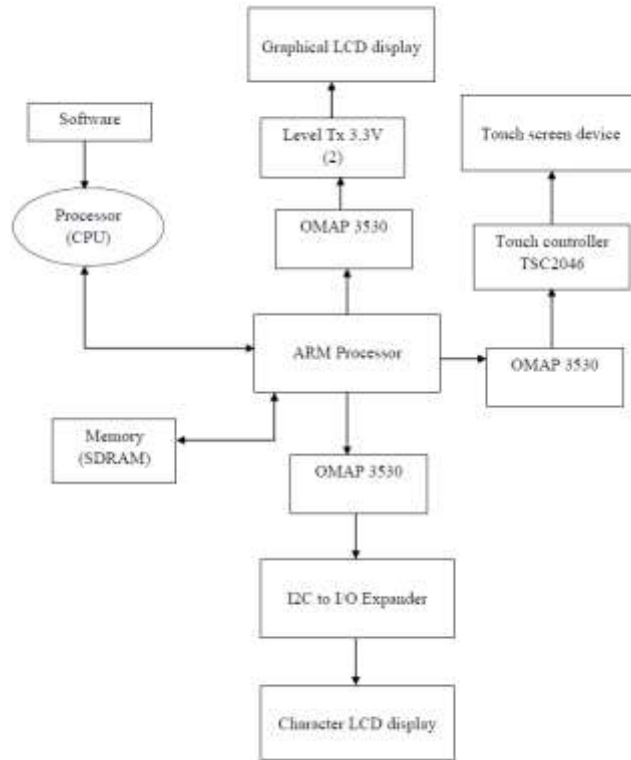 Graphical LCD display
Software
Level Tx 3.3V
(2)
Touch screen device
Processor
(CPU)
OMAP 3530
Touch controller
TSC2046
ARM Processor
OMAP 3530
Memory
(SDRAM)
OMAP 3530
I2C to I/O Expander
Character LCD display